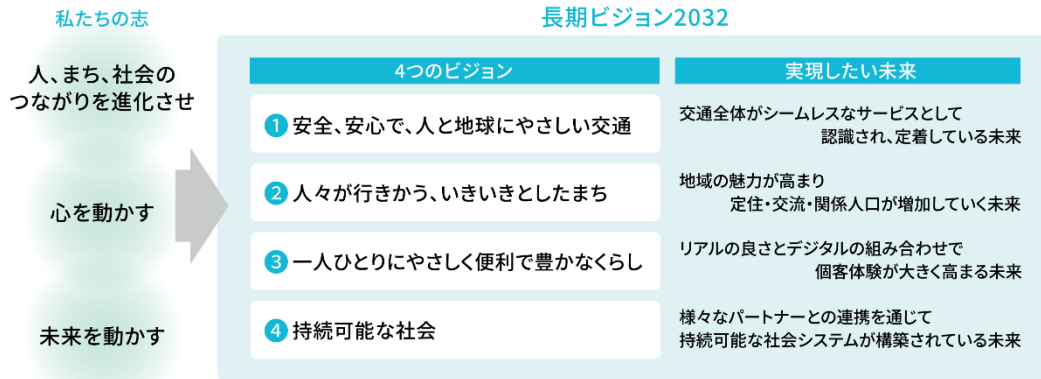 私たちの志
人、まち、社会の
つながりを進化させ
心を動かす
未来を動かす
長期ビジョン2032
4つのビジョン
実現したい未来
1 安全、安心で、人と地球にやさしい交通
交通全体がシームレスなサービスとして
認識され、定着している未来
2 人々が行きかう、いきいきとしたまち
地域の魅力が高まり
定住・交流・関係人口が増加していく未来
3 一人ひとりにやさしく便利で豊かなくらし
リアルの良さとデジタルの組み合わせで
個客体験が大きく高まる未来
4 持続可能な社会
様々なパートナーとの連携を通じて
持続可能な社会システムが構築されている未来